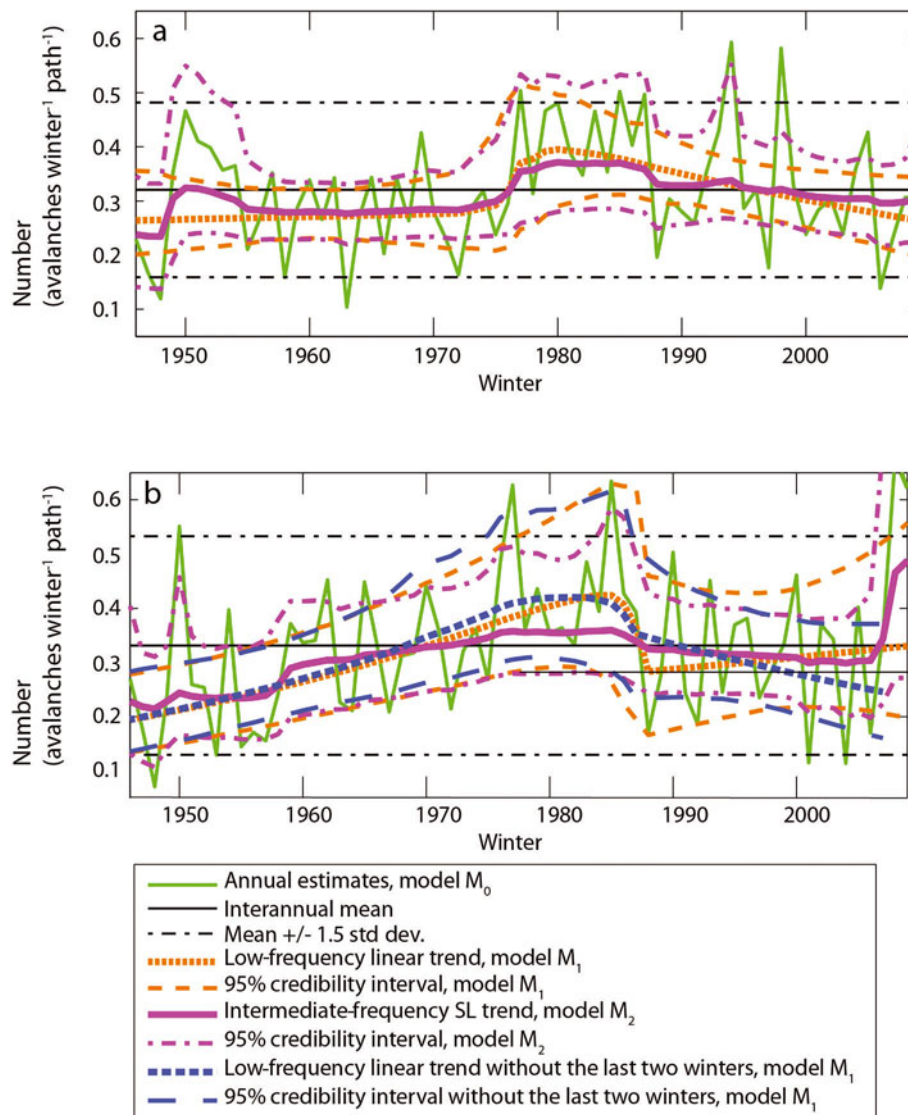 a
0.6
0.5
0.4
0.3
0.2
0.1
Number
(avalanches winter⁻¹ path⁻¹)
1950 1960 1970 1980 1990 2000
Winter
b
0.6
0.5
0.4
0.3
0.2
0.1
Number
(avalanches winter⁻¹ path⁻¹)
1950 1960 1970 1980 1990 2000
Winter
Annual estimates, model M₀
Interannual mean
Mean +/- 1.5 std dev.
Low-frequency linear trend, model M₁
95% credibility interval, model M₁
Intermediate-frequency SL trend, model M₂
95% credibility interval, model M₂
Low-frequency linear trend without the last two winters, model M₁
95% credibility interval without the last two winters, model M₁